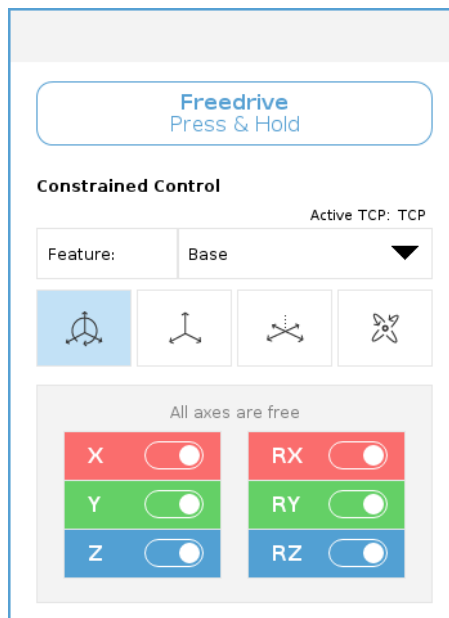 Freedrive
Press & Hold
Constrained Control
Active TCP: TCP
Feature: Base
All axes are free
X RX
Y RY
Z RZ